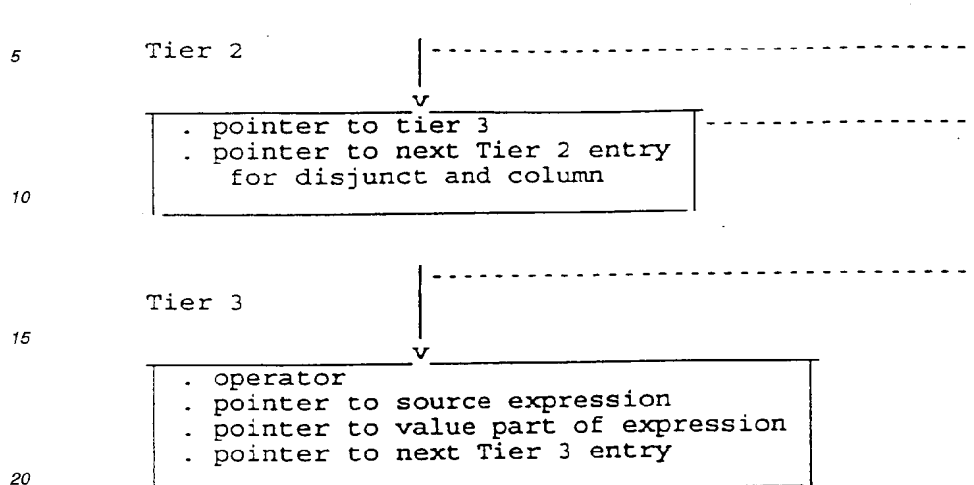 5 Tier 2
. pointer to tier 3
. pointer to next Tier 2 entry
for disjunct and column
10
Tier 3
15
. operator
. pointer to source expression
. pointer to value part of expression
. pointer to next Tier 3 entry
20